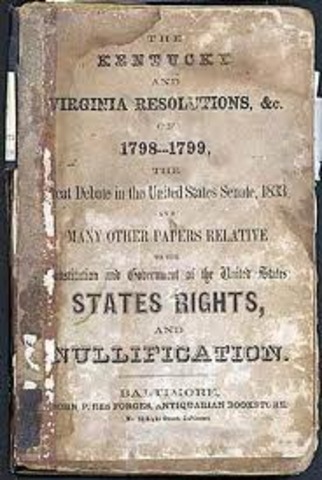 THE
KENTUCKY
AND
VIRGINIA RESOLUTIONS, &c.
OF
1798--1799,
THE
Debate in the United States Senate, 1833
AND
MANY OTHER PAPERS RELATIVE
TO THE
Constitution and Government of the United States
STATES RIGHTS,
AND
NULLIFICATION.
BALTIMORE,
ANTIQUARIAN BOOKSTORE.